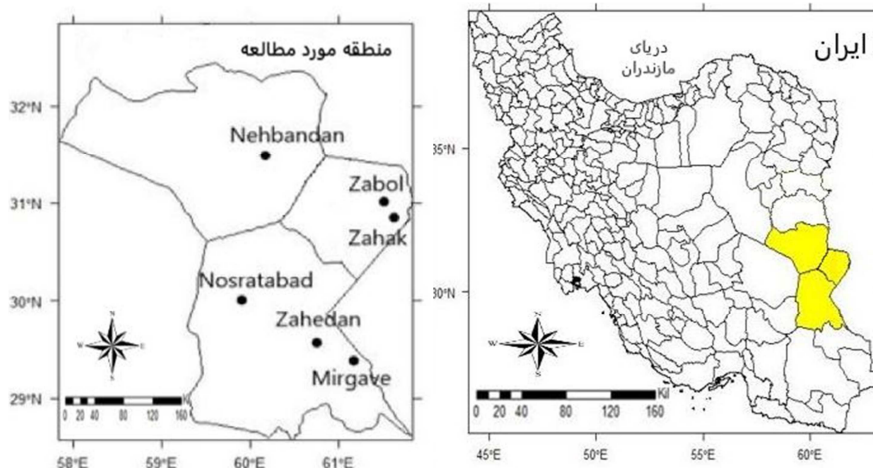 منطقه مورد مطالعه
32°N
Nehbandan
Zabol
31°N
Zahak
Nosratabad
30°N
Zahedan
Mirgave
29°N
N
W
E
S
0 20 40 80 120 160
58°E 59°E 60°E 61°E
ایران
دریای
مازندران
35°N
30°N
N
W
E
S
Kil
0 20 40 80 120 160
45°E 50°E 55°E 60°E